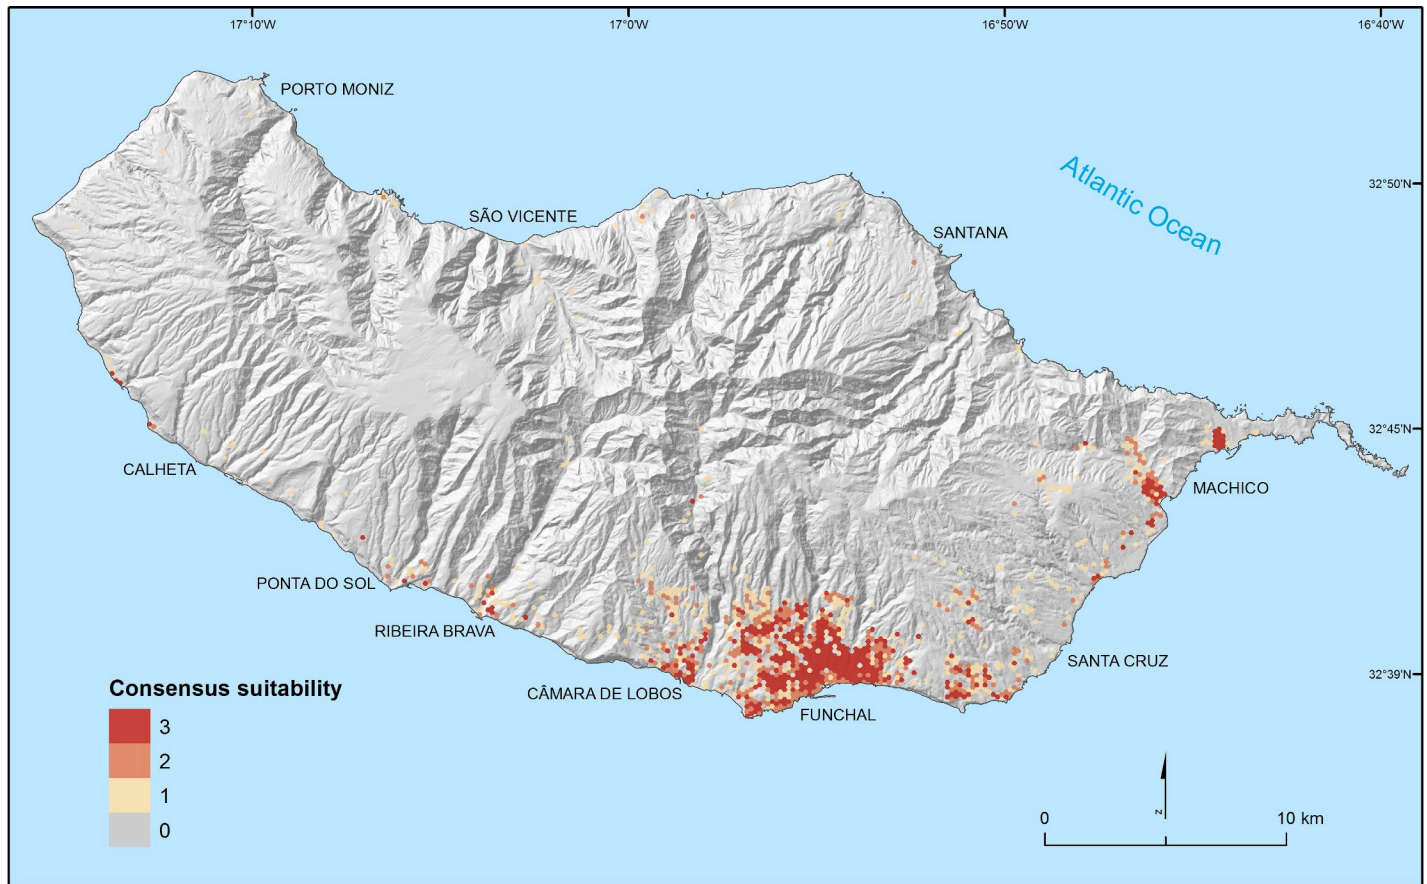 17°10'W
17°0'W
16°50'W
16°40'W
PORTO MONIZ
Atlantic Ocean
32°50'N
SÃO VICENTE
SANTANA
32°45'N
CALHETA
MACHICO
PONTA DO SOL
RIBEIRA BRAVA
SANTA CRUZ
32°39'N
CÂMARA DE LOBOS
FUNCHAL
Consensus suitability
3
2
1
0
N
0
10 km